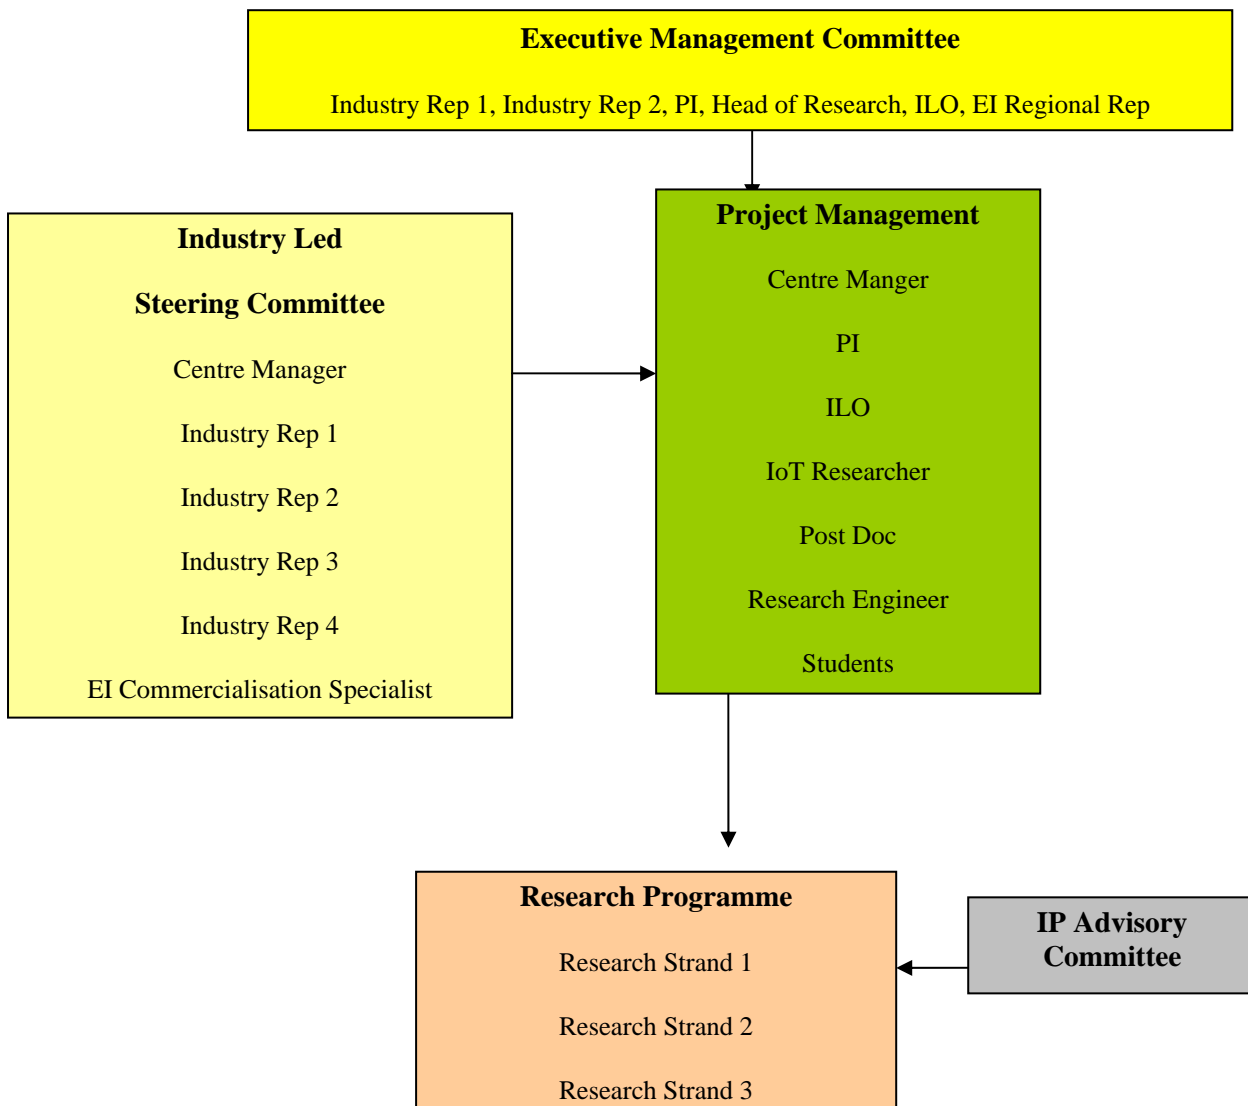 Executive Management Committee
Industry Rep 1, Industry Rep 2, PI, Head of Research, ILO, EI Regional Rep
Industry Led
Steering Committee
Centre Manager
Industry Rep 1
Industry Rep 2
Industry Rep 3
Industry Rep 4
EI Commercialisation Specialist
Project Management
Centre Manger
PI
ILO
IoT Researcher
Post Doc
Research Engineer
Students
Research Programme
Research Strand 1
Research Strand 2
Research Strand 3
IP Advisory
Committee